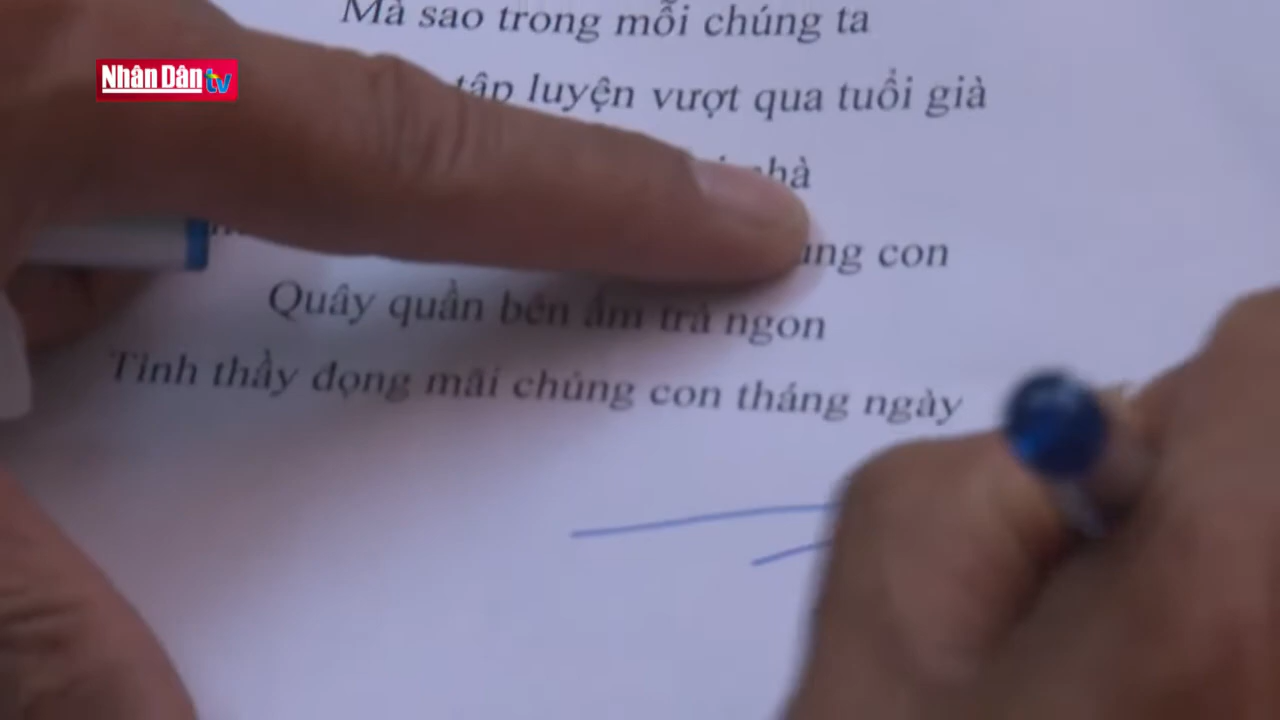 Mà sao trong mỗi chúng ta
Nhân Dân tv
tập luyện vượt qua tuổi già
nhà
con
Quây quần bên ấm trà ngon
Tình thầy đọng mãi chúng con tháng ngày